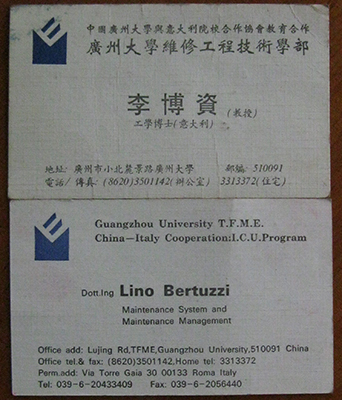 中國廣州大學與意大利院校合作協會教育合作
廣州大學維修工程技術學部
李博資(教授)
工學博士(意大利)
地址: 廣州市小北麓景路廣州大學 郵編: 510091
電話/傳真: (8620)3501142(辦公室) 3313372(住宅)
Guangzhou University T.F.M.E.
China—Italy Cooperation:I.C.U.Program
Dott.Ing Lino Bertuzzi
Maintenance System and
Maintenance Management
Office add: Lujing Rd,TFME,Guangzhou University,510091 China
Office tel.& fax: (8620)3501142,Home tel: 3313372
Perm.add: Via Torre Gaia 30 00133 Roma Italy
Tel: 039-6-20433409 Fax: 039-6-2056440